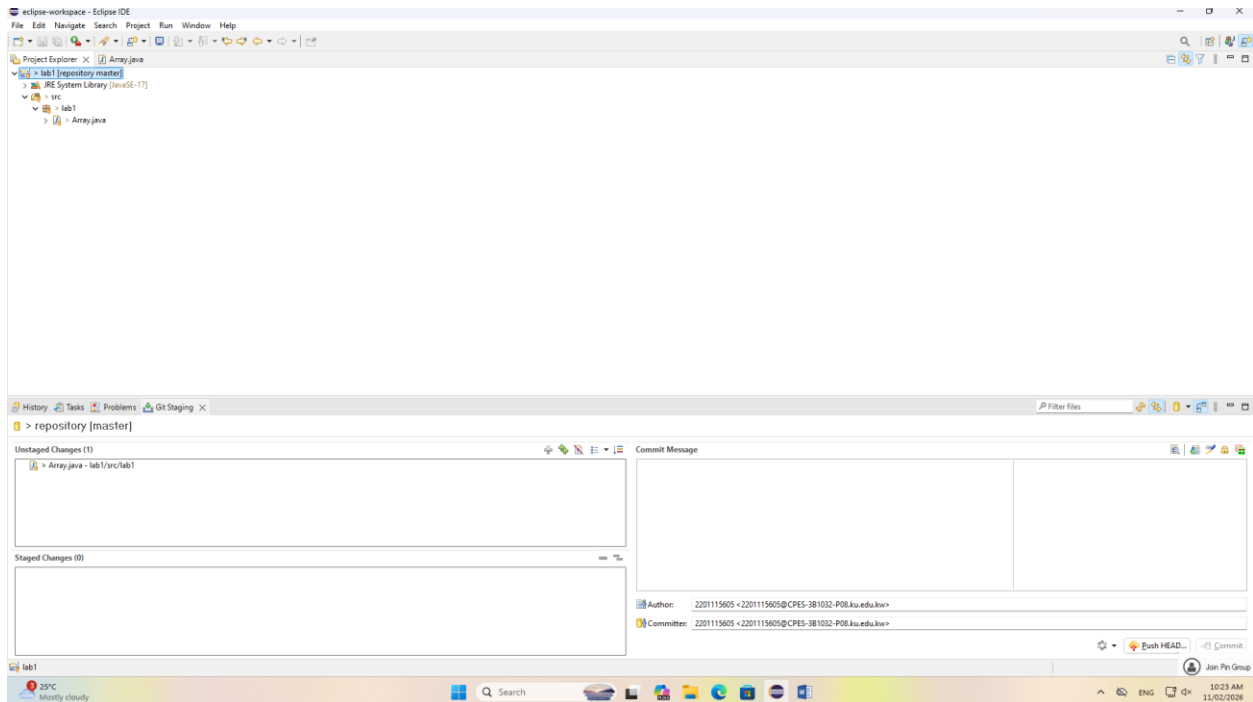 eclipse-workspace - Eclipse IDE
File Edit Navigate Search Project Run Window Help
Project Explorer Array.java
> lab1 [repository master]
JRE System Library [JavaSE-17]
> src
> lab1
> Array.java
History Tasks Problems Git Staging
Filter files
> repository [master]
Unstaged Changes (1)
> Array.java - lab1/src/lab1
Staged Changes (0)
Commit Message
Author: 2201115605 <2201115605@CPES-3B1032-P08.ku.edu.kw>
Committer: 2201115605 <2201115605@CPES-3B1032-P08.ku.edu.kw>
Push HEAD... Commit
lab1
Join Pin Group
3
25°C
Mostly cloudy
Search
ENG
10:23 AM
11/02/2026